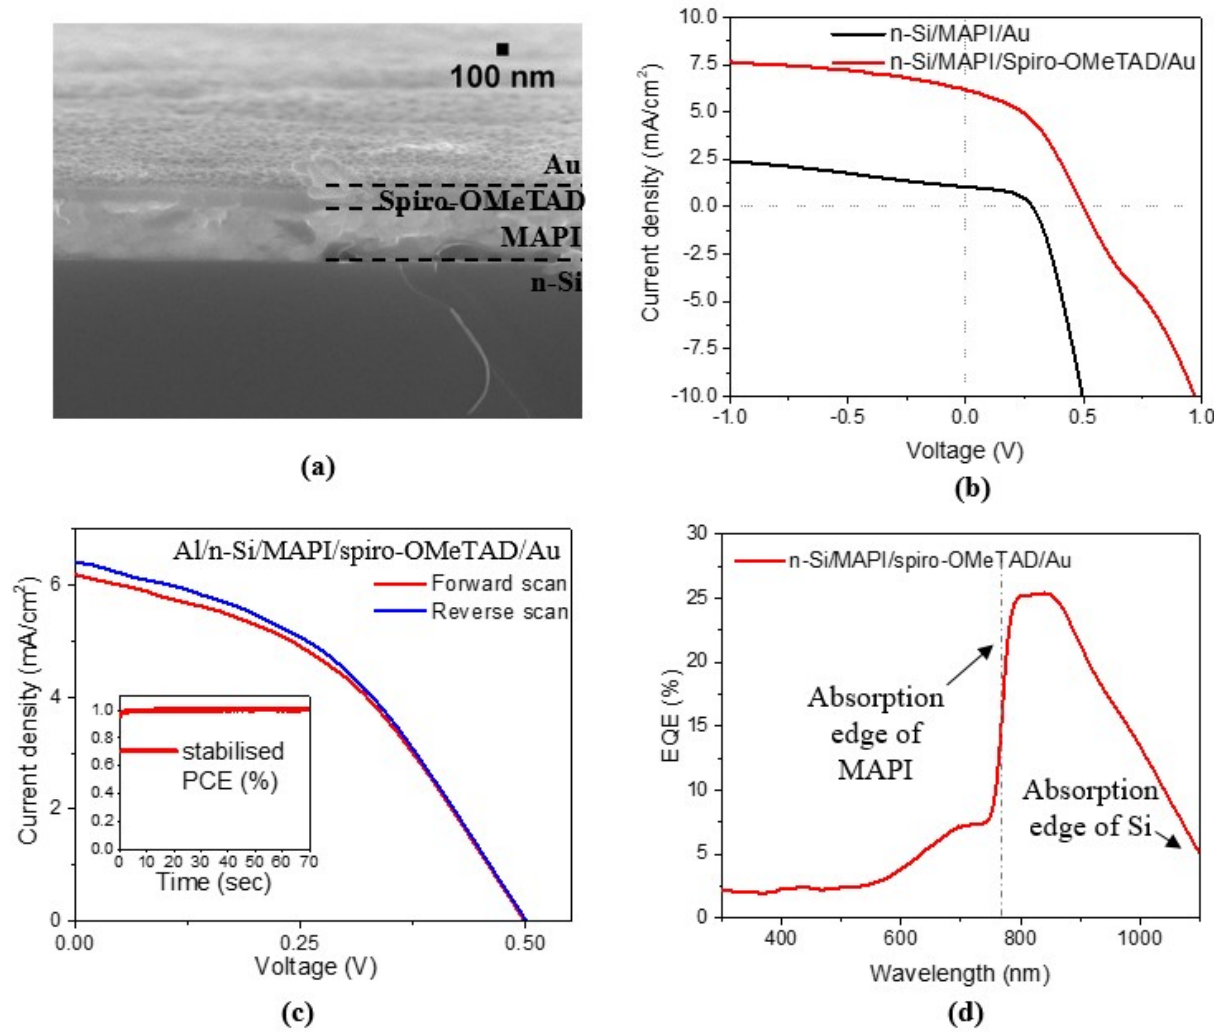 100 nm
Au
Spiro-OMeTAD
MAPI
n-Si
(a)
10.0
7.5
5.0
2.5
0.0
-2.5
-5.0
-7.5
-10.0
n-Si/MAPI/Au
n-Si/MAPI/Spiro-OMeTAD/Au
Current density (mA/cm²)
-1.0 -0.5 0.0 0.5 1.0
Voltage (V)
(b)
Al/n-Si/MAPI/spiro-OMeTAD/Au
Forward scan
Reverse scan
6
4
2
0
Current density (mA/cm²)
1.0
0.8
0.6
0.4
0.2
0.0
stabilised
PCE (%)
0 10 20 30 40 50 60 70
Time (sec)
0.00 0.25 0.50
Voltage (V)
(c)
30
25
20
15
10
5
0
n-Si/MAPI/spiro-OMeTAD/Au
EQE (%)
Absorption
edge of
MAPI
Absorption
edge of Si
400 600 800 1000
Wavelength (nm)
(d)